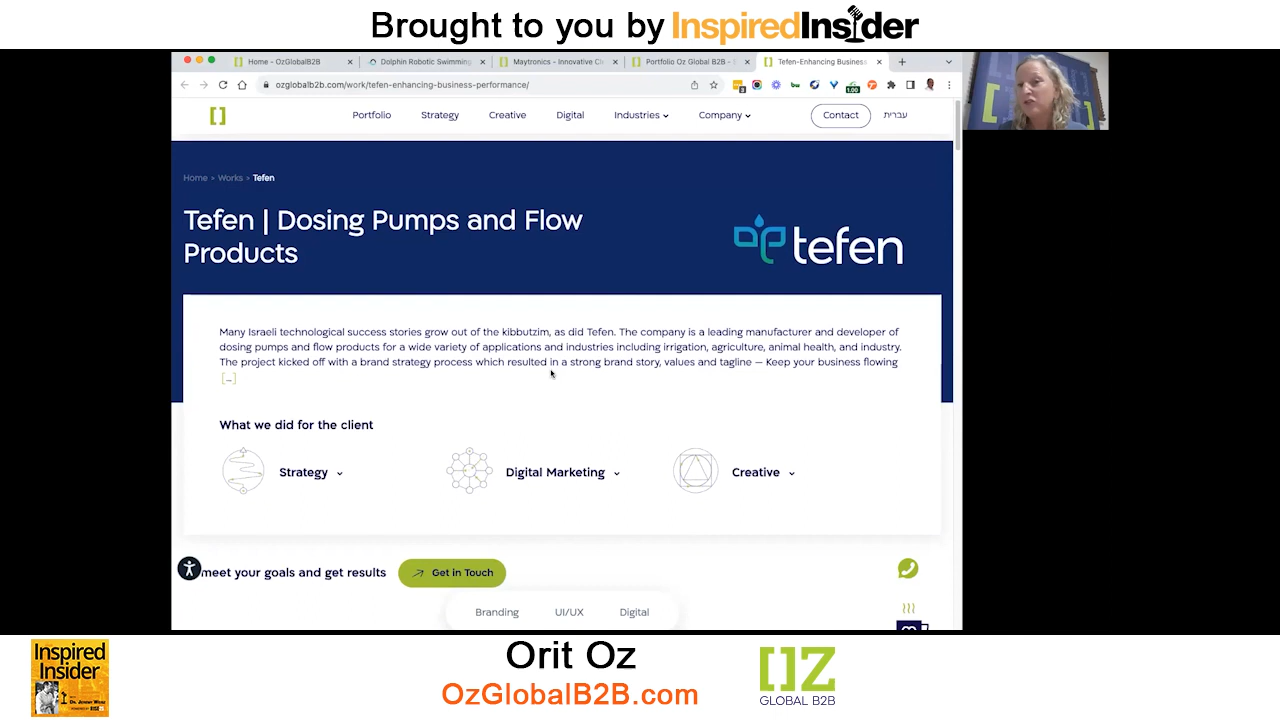 Brought to you by InspiredInsider
Home - OzGlobalB2B
Dolphin Robotic Swimming
Maytronics - Innovative Cl
Portfolio Oz Global B2B -
Tefen-Enhancing Business
ozglobalb2b.com/work/tefen-enhancing-business-performance/
1.00
Portfolio Strategy Creative Digital Industries Company Contact עברית
Home > Works > Tefen
Tefen | Dosing Pumps and Flow
Products
tefen
Many Israeli technological success stories grow out of the kibbutzim, as did Tefen. The company is a leading manufacturer and developer of
dosing pumps and flow products for a wide variety of applications and industries including irrigation, agriculture, animal health, and industry.
The project kicked off with a brand strategy process which resulted in a strong brand story, values and tagline — Keep your business flowing
[...]
What we did for the client
Strategy Digital Marketing Creative
meet your goals and get results Get in Touch
Branding UI/UX Digital
Inspired
Insider
Orit Oz
OzGlobalB2B.com
OZ
GLOBAL B2B